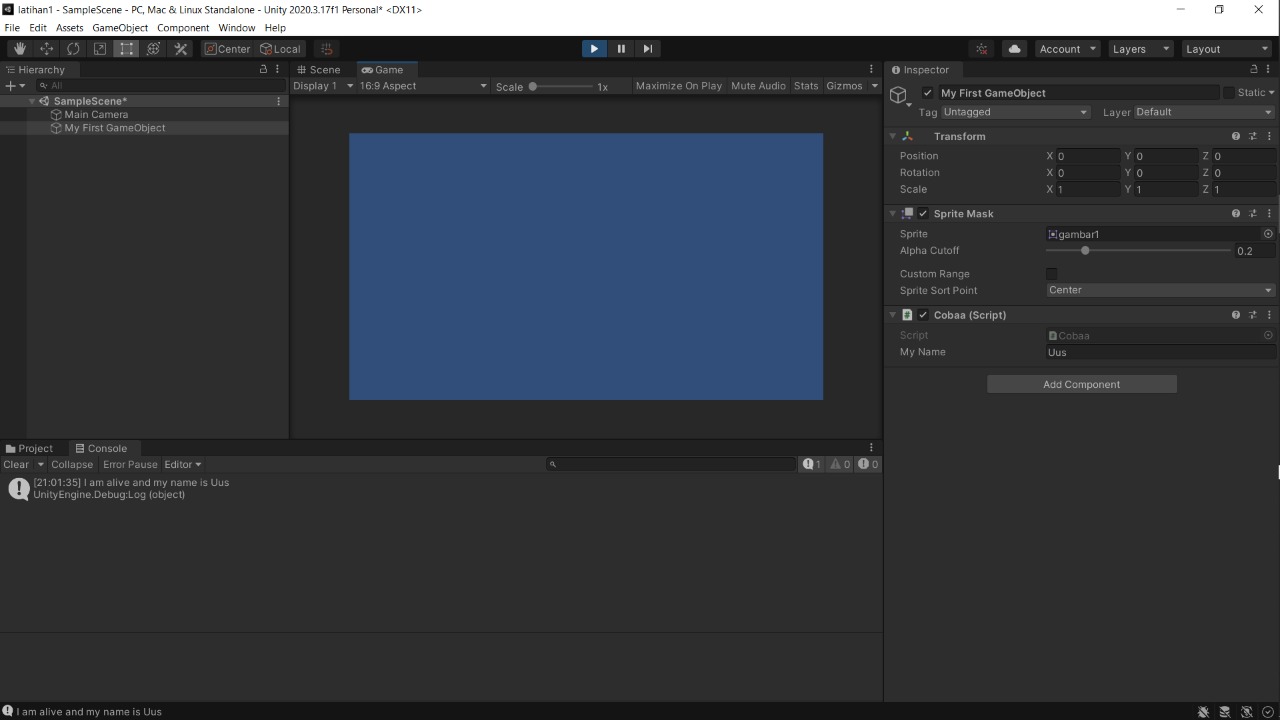 latihan1 - SampleScene - PC, Mac & Linux Standalone - Unity 2020.3.17f1 Personal* <DX11>
File Edit Assets GameObject Component Window Help
Center Local Account Layers Layout
Hierarchy
All
SampleScene*
Main Camera
My First GameObject
Scene Game
Display 1 16:9 Aspect Scale 1x Maximize On Play Mute Audio Stats Gizmos
Inspector
My First GameObject Static
Tag Untagged Layer Default
Transform
Position X 0 Y 0 Z 0
Rotation X 0 Y 0 Z 0
Scale X 1 Y 1 Z 1
Sprite Mask
Sprite gambar1
Alpha Cutoff 0.2
Custom Range
Sprite Sort Point Center
Cobaa (Script)
Script Cobaa
My Name Uus
Add Component
Project Console
Clear Collapse Error Pause Editor 1 0 0
[21:01:35] I am alive and my name is Uus
UnityEngine.Debug:Log (object)
I am alive and my name is Uus